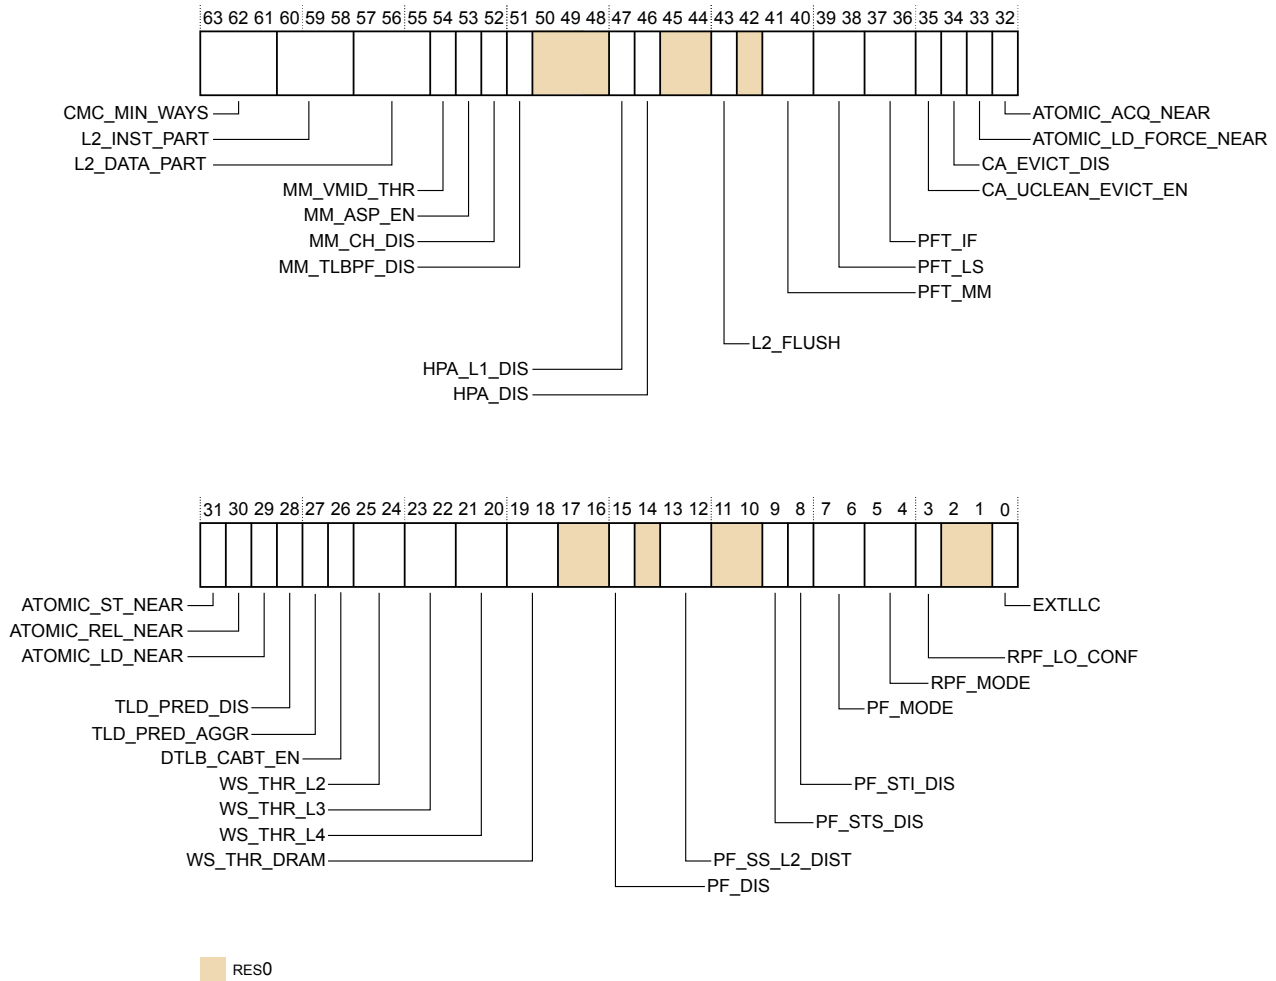 63 62 61 60 59 58 57 56 55 54 53 52 51 50 49 48 47 46 45 44 43 42 41 40 39 38 37 36 35 34 33 32
CMC_MIN_WAYS
ATOMIC_ACQ_NEAR
L2_INST_PART
ATOMIC_LD_FORCE_NEAR
L2_DATA_PART
CA_EVICT_DIS
MM_VMID_THR
CA_UCLEAN_EVICT_EN
MM_ASP_EN
MM_CH_DIS
PFT_IF
MM_TLBPF_DIS
PFT_LS
PFT_MM
L2_FLUSH
HPA_L1_DIS
HPA_DIS
31 30 29 28 27 26 25 24 23 22 21 20 19 18 17 16 15 14 13 12 11 10 9 8 7 6 5 4 3 2 1 0
ATOMIC_ST_NEAR
EXTLLC
ATOMIC_REL_NEAR
ATOMIC_LD_NEAR
RPF_LO_CONF
RPF_MODE
TLD_PRED_DIS
PF_MODE
TLD_PRED_AGGR
DTLB_CABT_EN
WS_THR_L2
PF_STI_DIS
WS_THR_L3
PF_STS_DIS
WS_THR_L4
WS_THR_DRAM
PF_SS_L2_DIST
PF_DIS
RES0